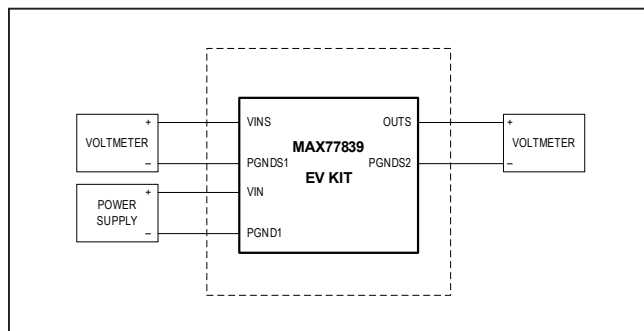 +
VOLTMETER
–
+
POWER
SUPPLY
–
VINS
OUTS
MAX77839
PGNDS1
PGNDS2
EV KIT
VIN
PGND1
+
VOLTMETER
–